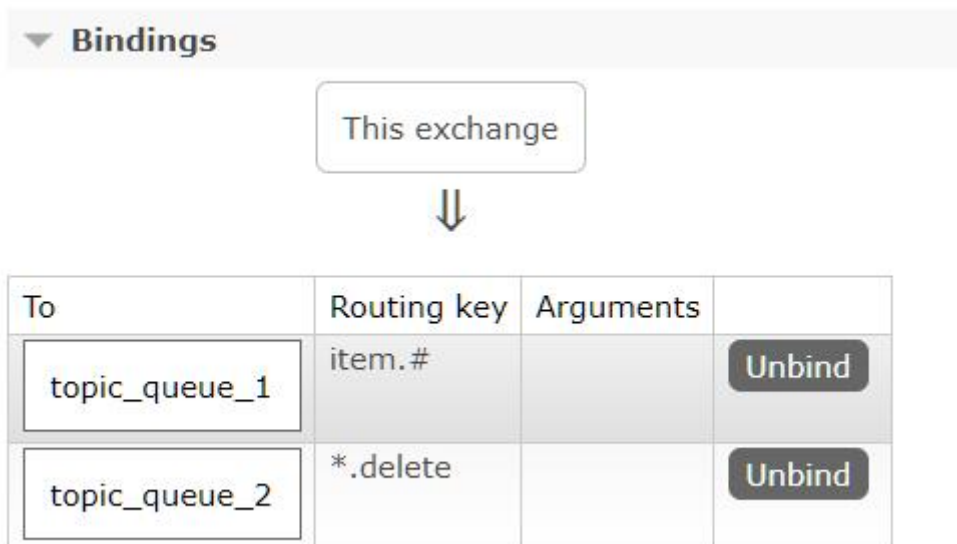 Bindings
This exchange
To Routing key Arguments
topic_queue_1 item.# Unbind
topic_queue_2 *.delete Unbind